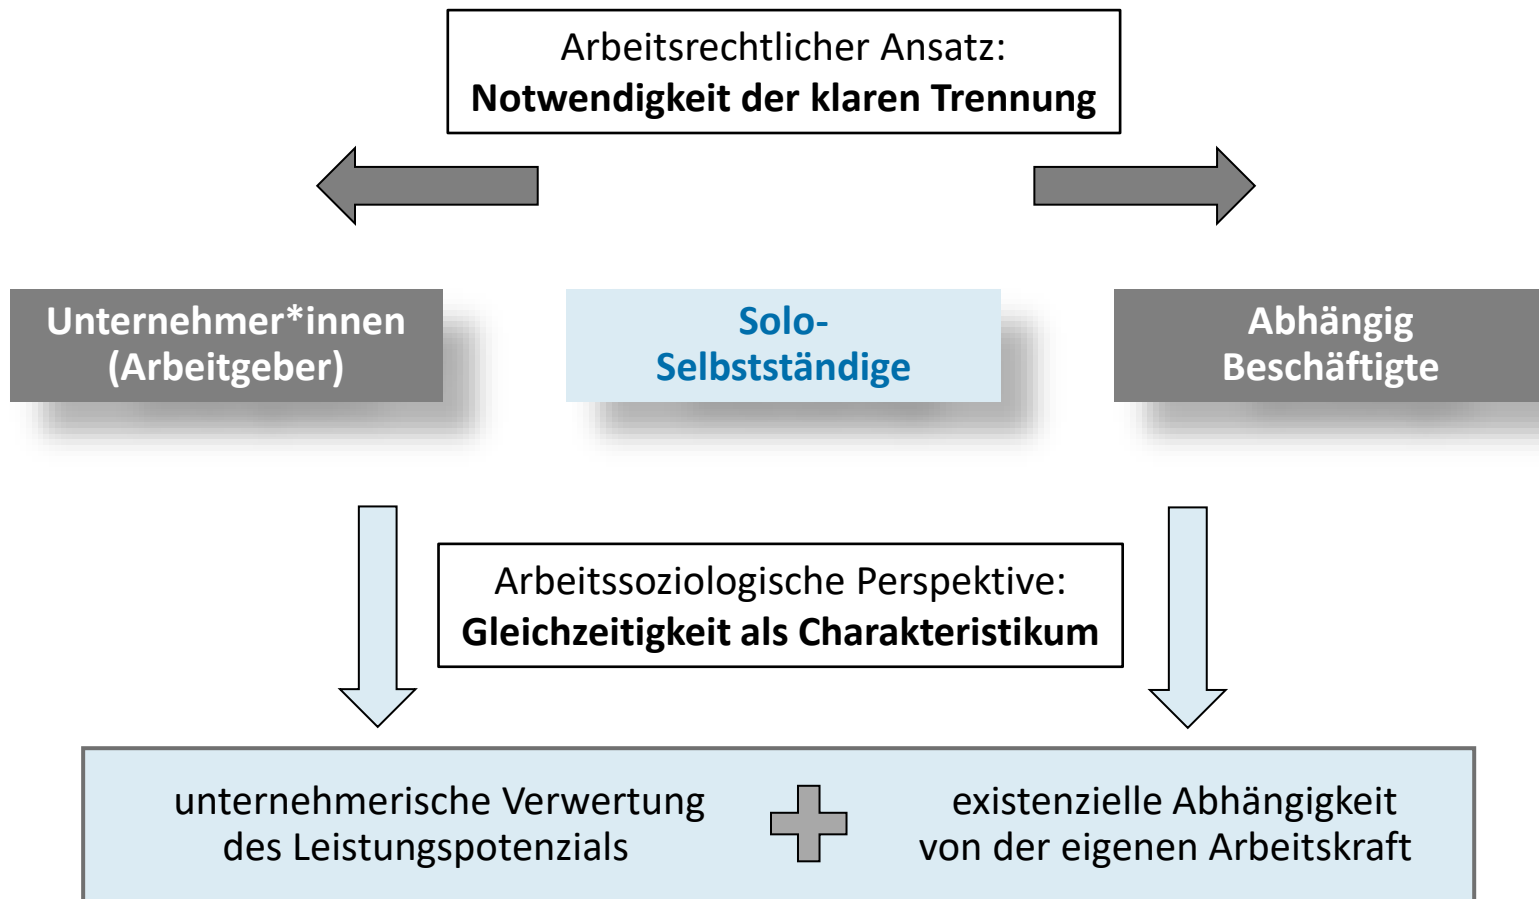 Arbeitsrechtlicher Ansatz:
Notwendigkeit der klaren Trennung
Unternehmer*innen
(Arbeitgeber)
Solo-
Selbstständige
Abhängig
Beschäftigte
Arbeitssoziologische Perspektive:
Gleichzeitigkeit als Charakteristikum
unternehmerische Verwertung
des Leistungspotenzials
existenzielle Abhängigkeit
von der eigenen Arbeitskraft